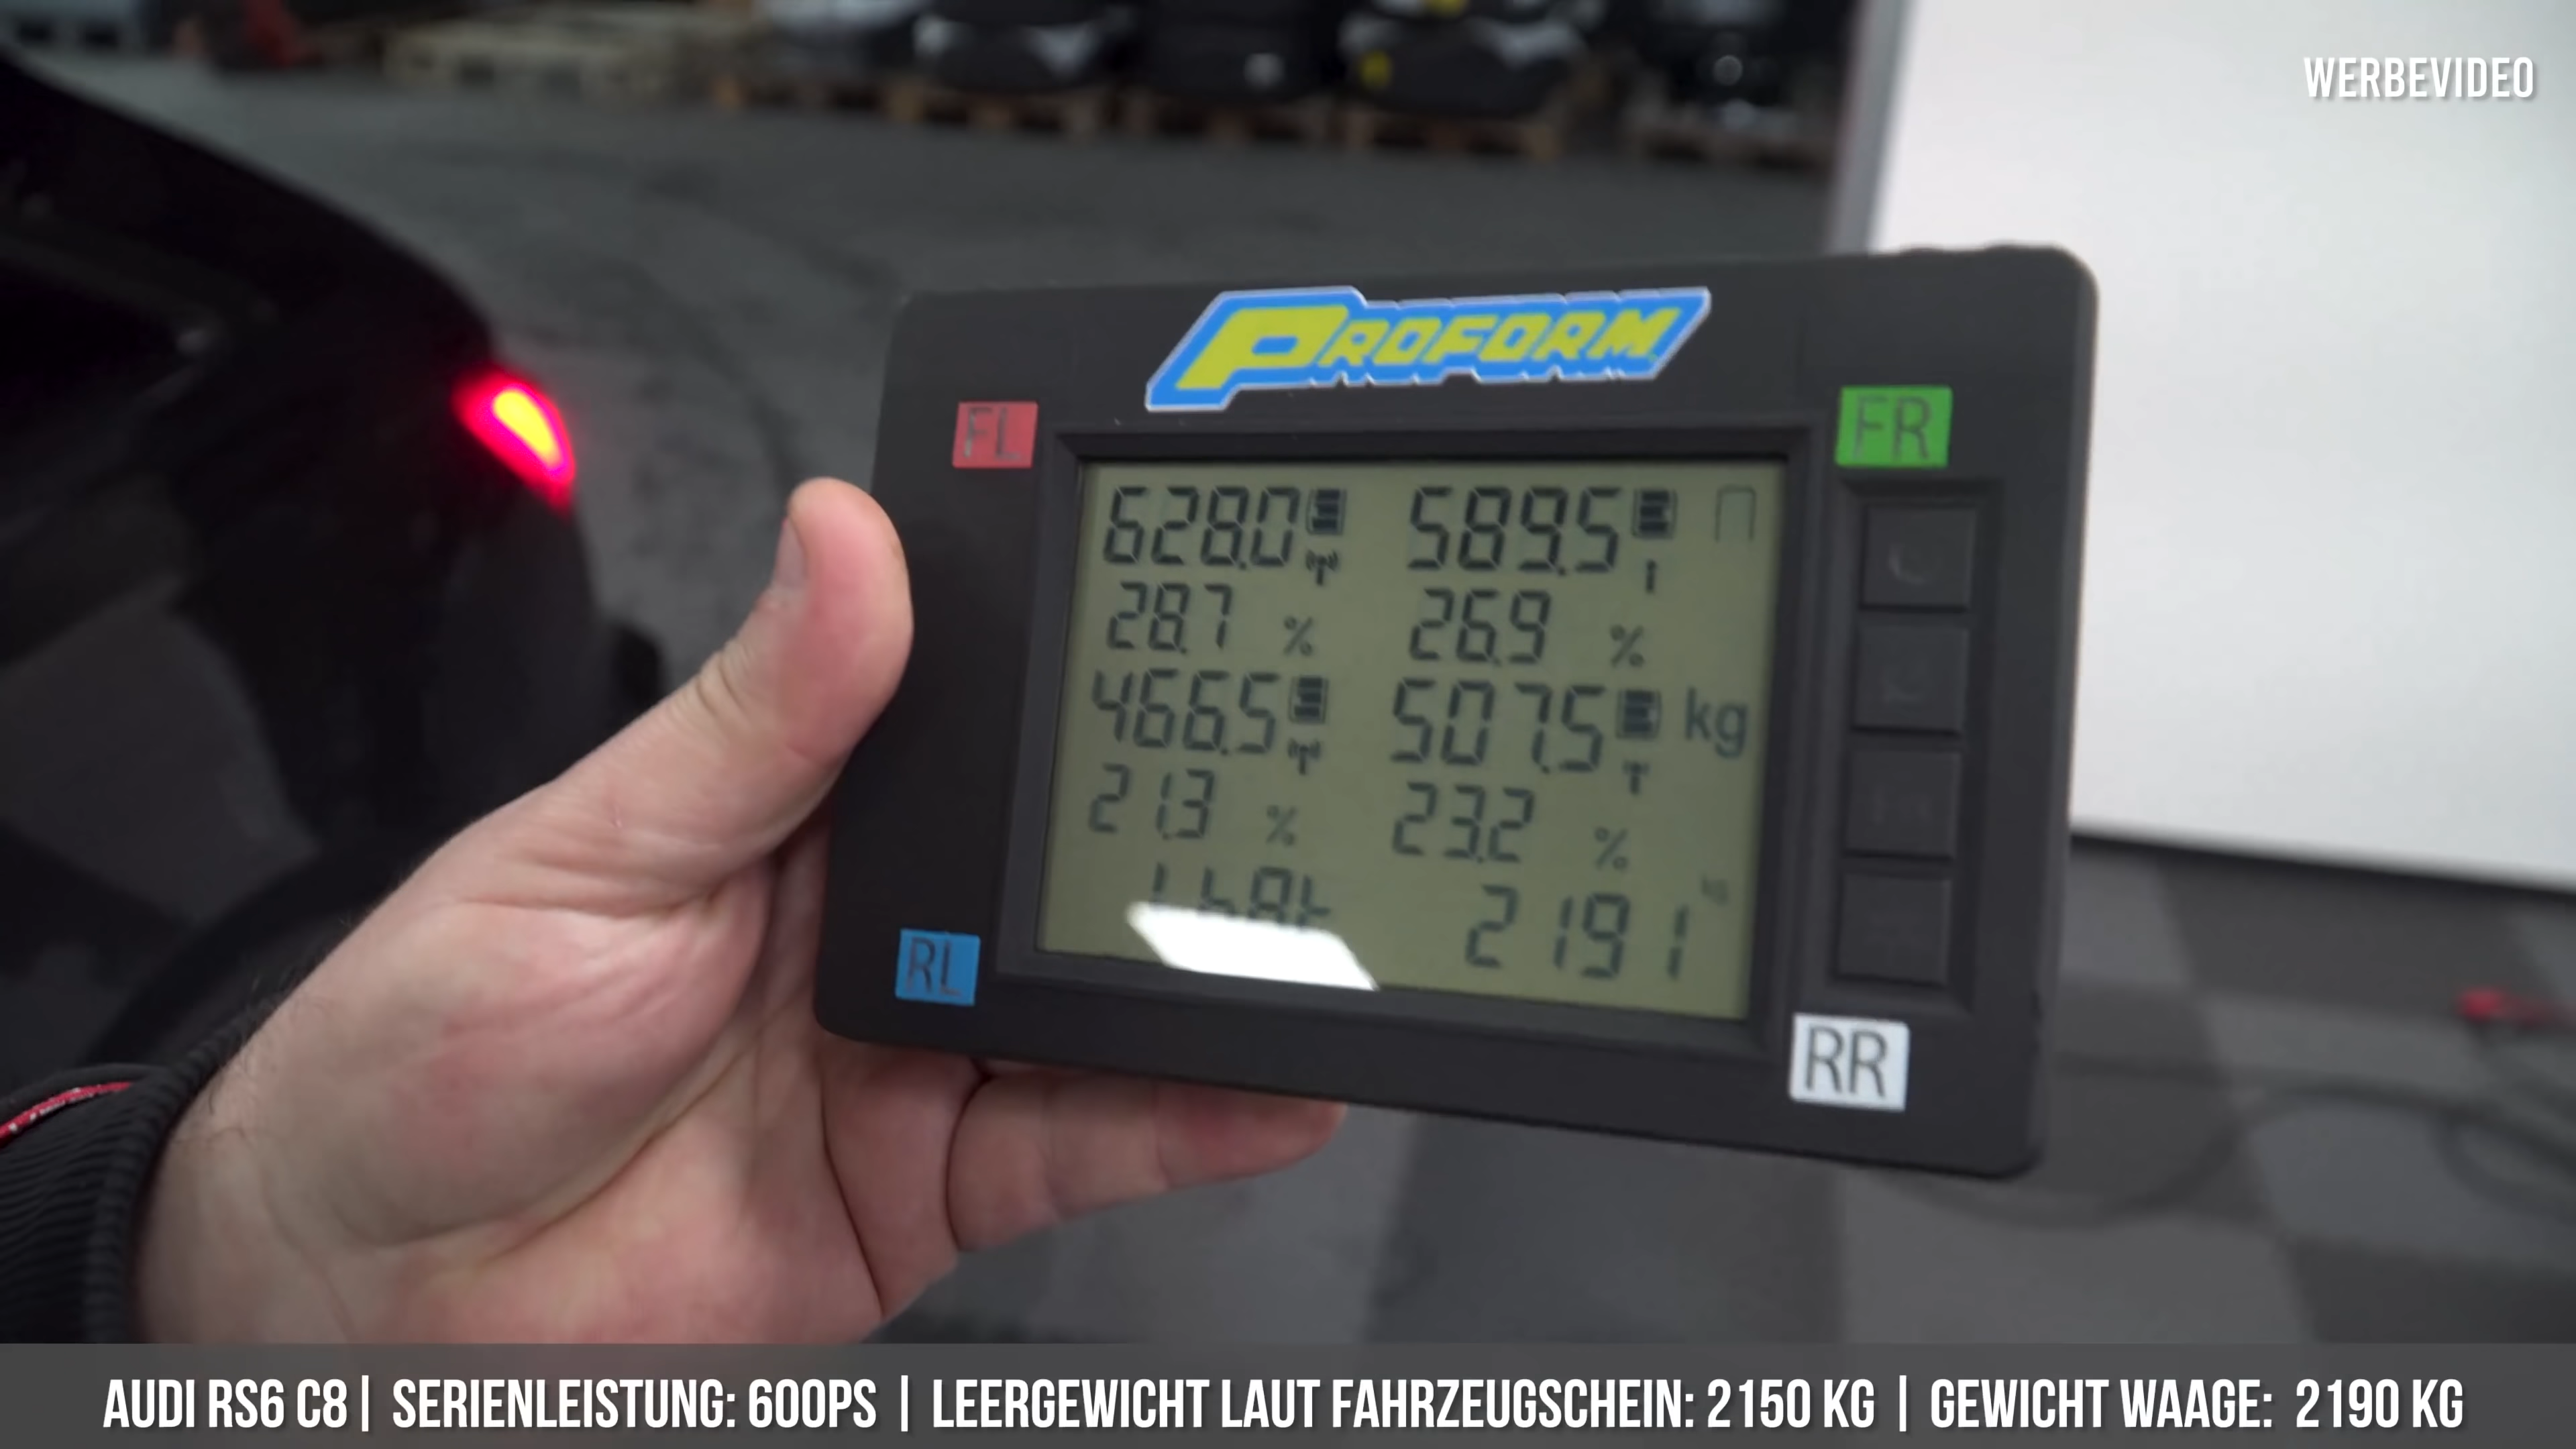 WERBEVIDEO
PROFORM
FL
FR
628.0
589.5
28.7 %
26.9 %
466.5
507.5 kg
21.3 %
23.2 %
2191
RL
RR
AUDI RS6 C8 | SERIENLEISTUNG: 600PS | LEERGEWICHT LAUT FAHRZEUGSCHEIN: 2150 KG | GEWICHT WAAGE: 2190 KG